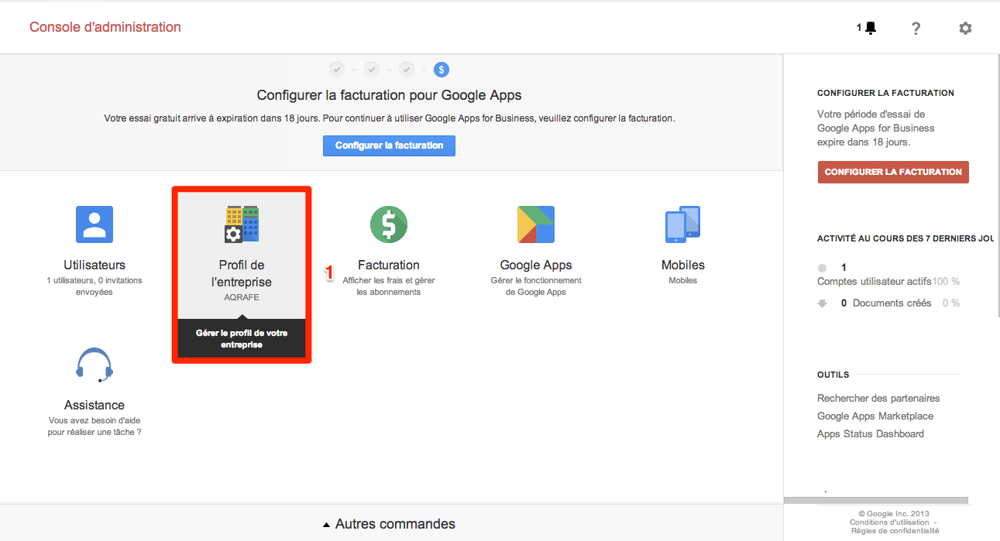 Console d'administration
1
?
$
Configurer la facturation pour Google Apps
Votre essai gratuit arrive à expiration dans 18 jours. Pour continuer à utiliser Google Apps for Business, veuillez configurer la facturation.
Configurer la facturation
Utilisateurs
1 utilisateurs, 0 invitations
envoyées
Profil de
l'entreprise
AQRAFE
Gérer le profil de votre
entreprise
1
$
Facturation
Afficher les frais et gérer
les abonnements
Google Apps
Gérer le fonctionnement
de Google Apps
Mobiles
Mobiles
Assistance
Vous avez besoin d'aide
pour réaliser une tâche ?
Autres commandes
CONFIGURER LA FACTURATION
Votre période d'essai de
Google Apps for Business
expire dans 18 jours.
CONFIGURER LA FACTURATION
ACTIVITÉ AU COURS DES 7 DERNIERS JOU
1
Comptes utilisateur actifs 100 %
0 Documents créés 0 %
OUTILS
Rechercher des partenaires
Google Apps Marketplace
Apps Status Dashboard
© Google Inc. 2013
Conditions d'utilisation -
Règles de confidentialité